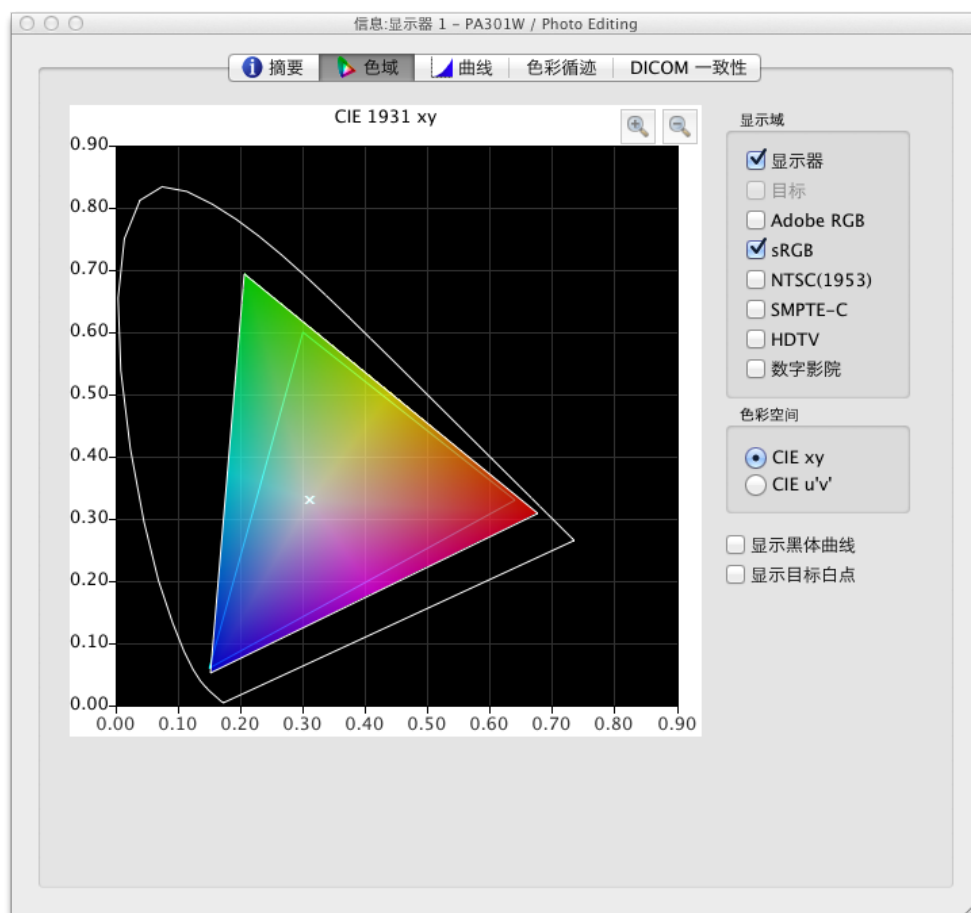 信息:显示器 1 – PA301W / Photo Editing
摘要 色域 曲线 色彩循迹 DICOM 一致性
CIE 1931 xy
0.90
0.80
0.70
0.60
0.50
0.40
0.30
0.20
0.10
0.00
0.00 0.10 0.20 0.30 0.40 0.50 0.60 0.70 0.80 0.90
显示域
显示器
目标
Adobe RGB
sRGB
NTSC(1953)
SMPTE-C
HDTV
数字影院
色彩空间
CIE xy
CIE u'v'
显示黑体曲线
显示目标白点